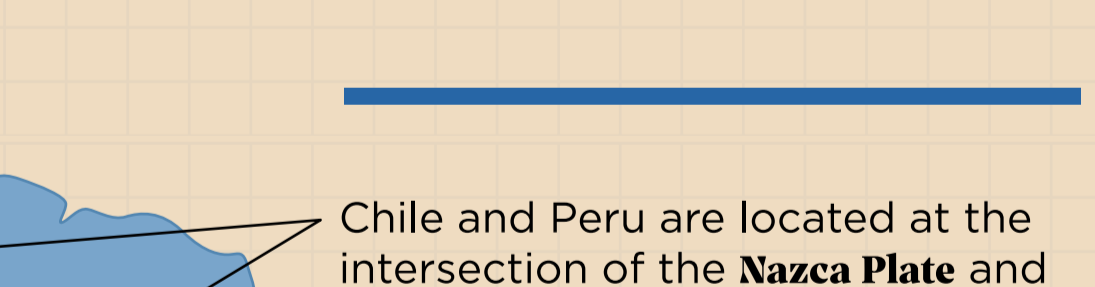 Chile and Peru are located at the
intersection of the Nazca Plate and